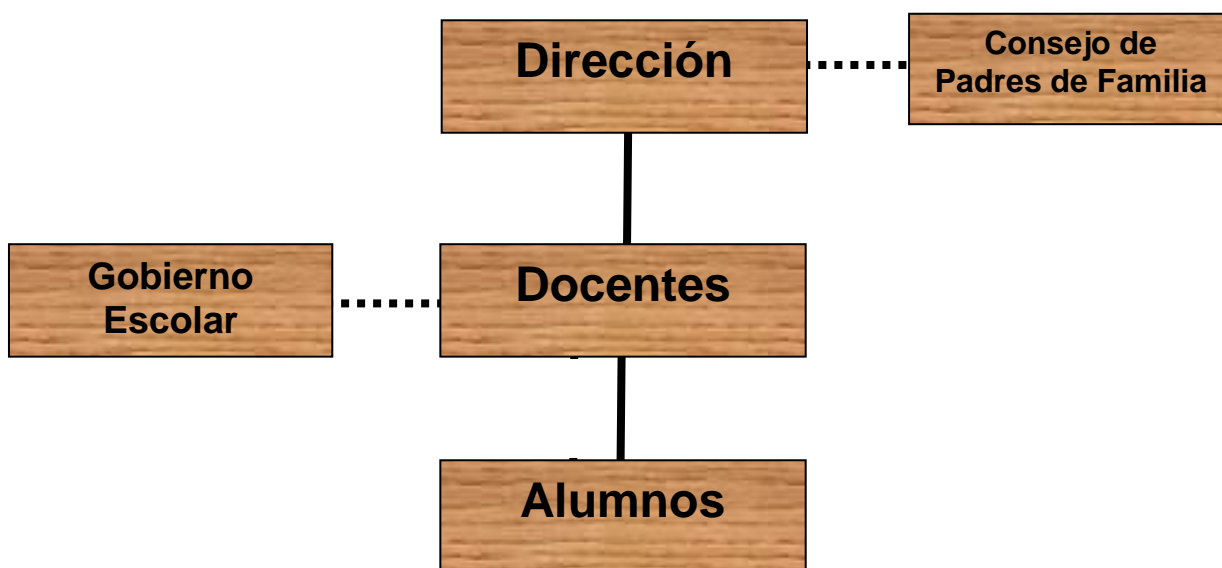 Dirección
Consejo de
Padres de Familia
Gobierno
Escolar
Docentes
Alumnos